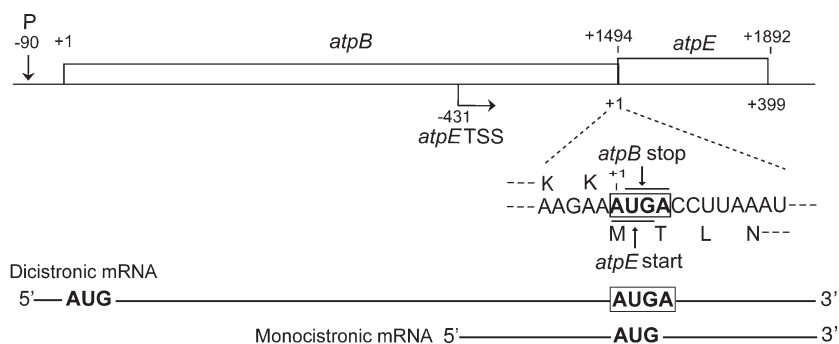 P
-90 +1 atpB +1494 atpE +1892
-431 +1 +399
atpE TSS
atpB stop
--- K K +1
--- AAGAAAUGACCUUAAAU---
M T L N---
atpE start
Dicistronic mRNA
5’ AUG AUGA 3’
Monocistronic mRNA 5’ AUG 3’